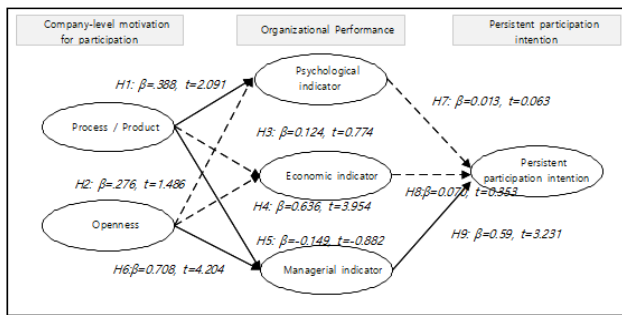 Company-level motivation
for participation
Organizational Performance
Persistent participation
intention
Psychological
indicator
H1: β=.388, t=2.091
H7: β=0.013, t=0.063
Process / Product
H3: β=0.124, t=0.774
Persistent
participation intention
H2: β=.276, t=1.486
Economic indicator
H8:β=0.070, t=0.353
H4: β=0.636, t=3.954
Openness
H5: β=-0.149, t=-0.882
H9: β=0.59, t=3.231
H6:β=0.708, t=4.204
Managerial indicator